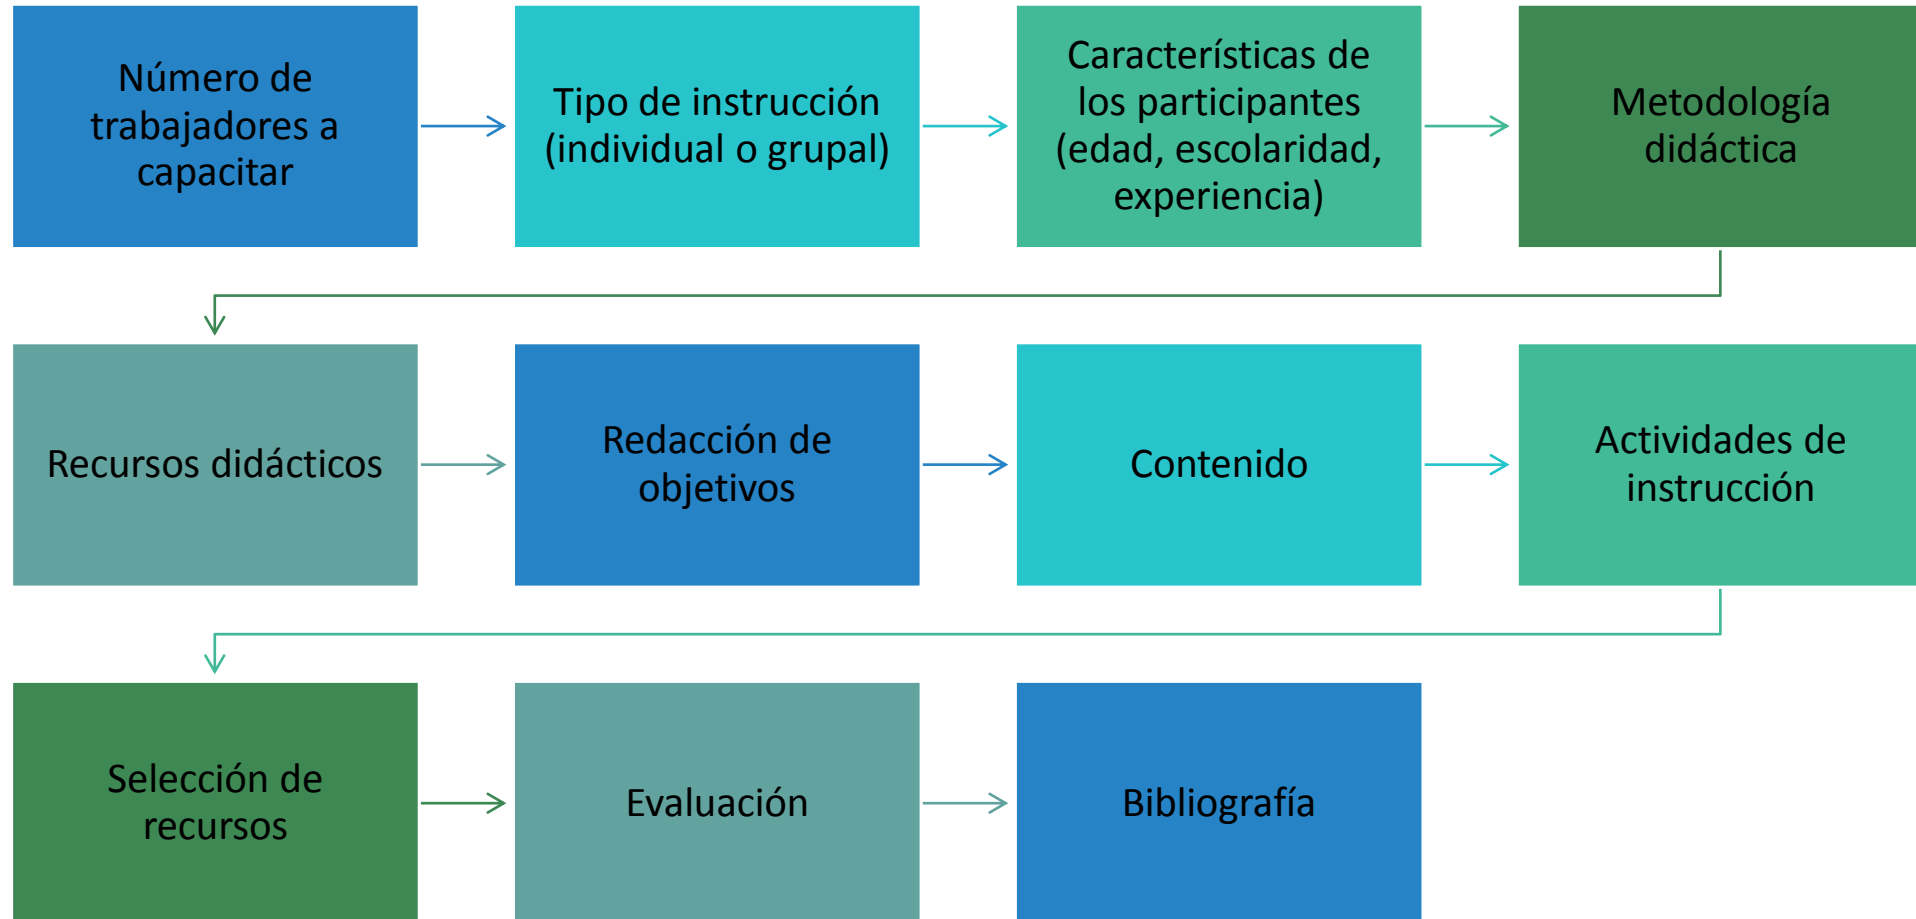 Número de
trabajadores a
capacitar
Tipo de instrucción
(individual o grupal)
Características de
los participantes
(edad, escolaridad,
experiencia)
Metodología
didáctica
Recursos didácticos
Redacción de
objetivos
Contenido
Actividades de
instrucción
Selección de
recursos
Evaluación
Bibliografía